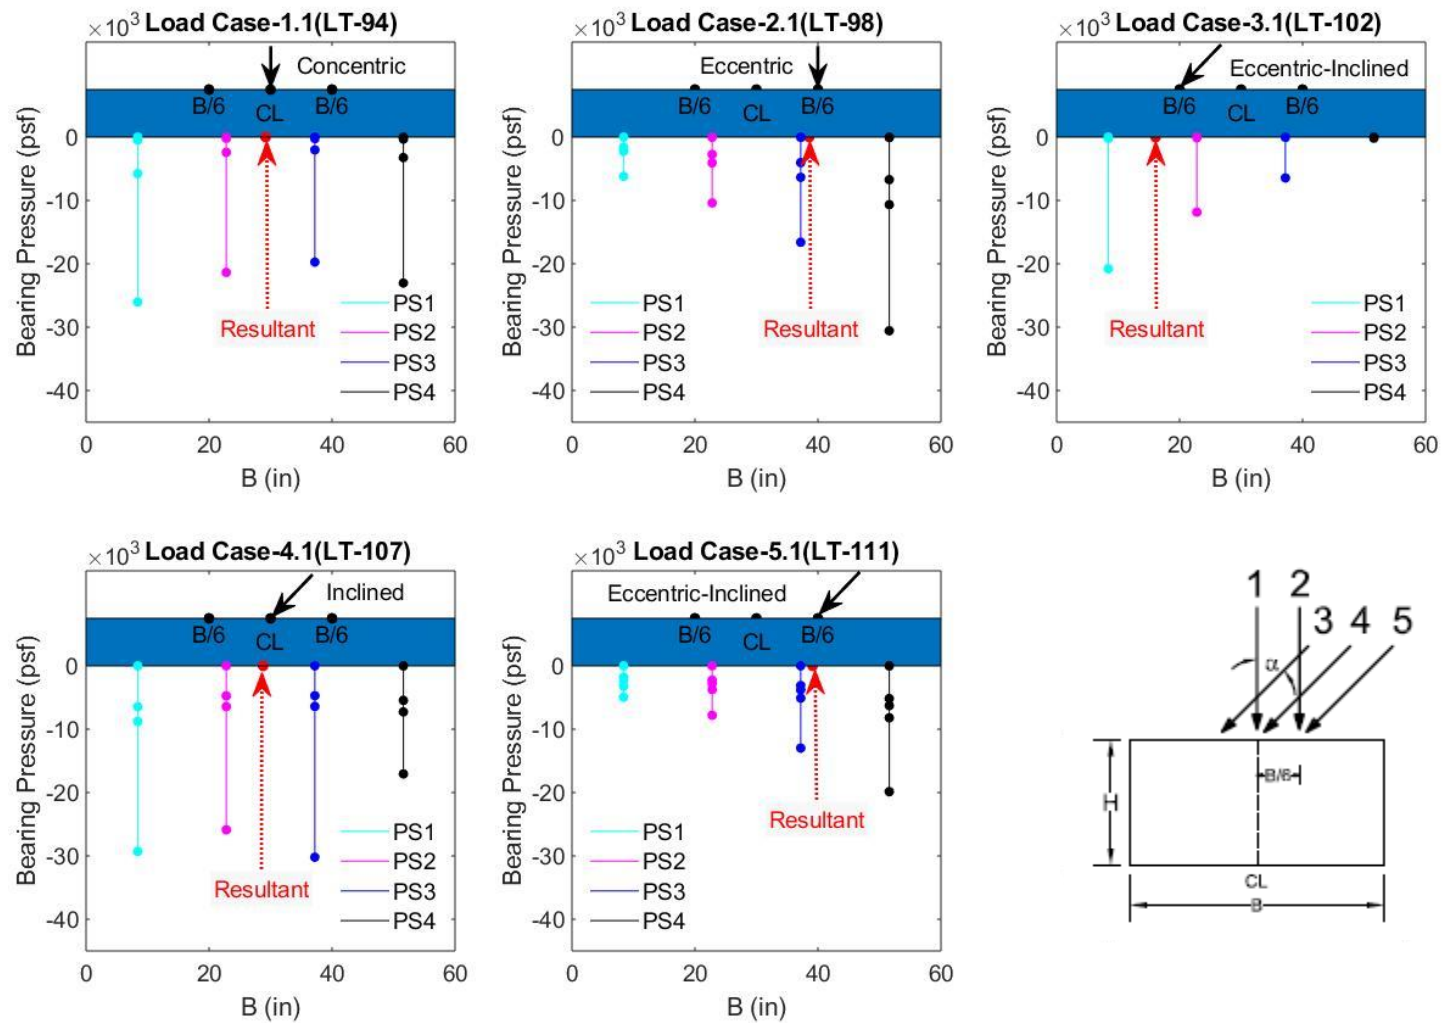 ×10³ Load Case-1.1(LT-94)
Concentric
B/6 CL B/6
0
-10
-20
-30
-40
Bearing Pressure (psf)
Resultant
PS1
PS2
PS3
PS4
0 20 40 60
B (in)
×10³ Load Case-2.1(LT-98)
Eccentric
B/6 CL B/6
0
-10
-20
-30
-40
Bearing Pressure (psf)
Resultant
PS1
PS2
PS3
PS4
0 20 40 60
B (in)
×10³ Load Case-3.1(LT-102)
Eccentric-Inclined
B/6 CL B/6
0
-10
-20
-30
-40
Bearing Pressure (psf)
Resultant
PS1
PS2
PS3
PS4
0 20 40 60
B (in)
×10³ Load Case-4.1(LT-107)
Inclined
B/6 CL B/6
0
-10
-20
-30
-40
Bearing Pressure (psf)
Resultant
PS1
PS2
PS3
PS4
0 20 40 60
B (in)
×10³ Load Case-5.1(LT-111)
Eccentric-Inclined
B/6 CL B/6
0
-10
-20
-30
-40
Bearing Pressure (psf)
Resultant
PS1
PS2
PS3
PS4
0 20 40 60
B (in)
1 2
3 4 5
α
B/6
H
CL
B